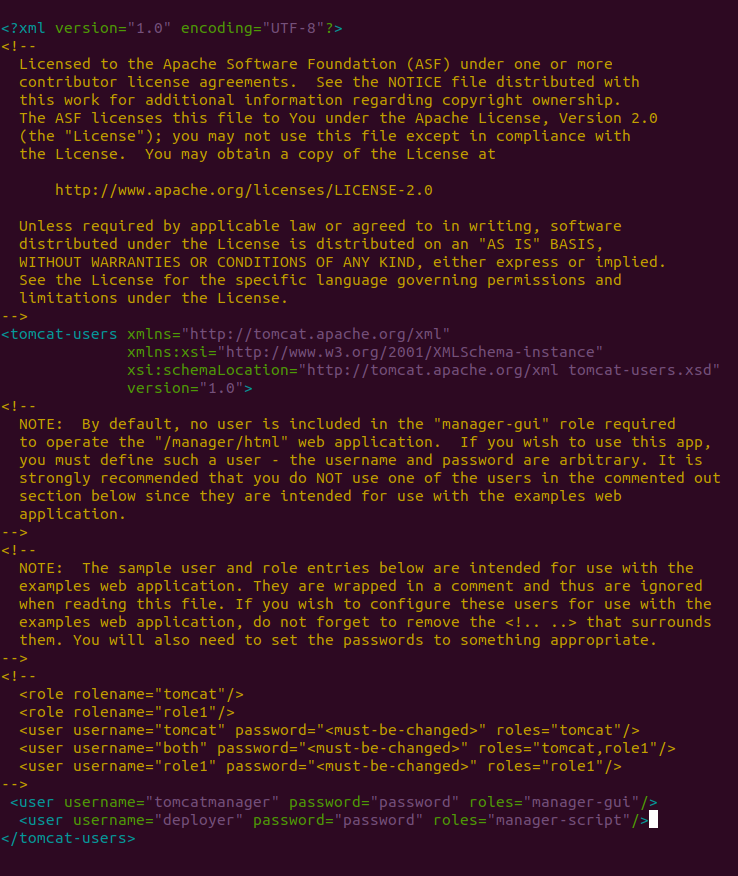 <?xml version="1.0" encoding="UTF-8"?>
<!--
  Licensed to the Apache Software Foundation (ASF) under one or more
  contributor license agreements.  See the NOTICE file distributed with
  this work for additional information regarding copyright ownership.
  The ASF licenses this file to You under the Apache License, Version 2.0
  (the "License"); you may not use this file except in compliance with
  the License.  You may obtain a copy of the License at

      http://www.apache.org/licenses/LICENSE-2.0

  Unless required by applicable law or agreed to in writing, software
  distributed under the License is distributed on an "AS IS" BASIS,
  WITHOUT WARRANTIES OR CONDITIONS OF ANY KIND, either express or implied.
  See the License for the specific language governing permissions and
  limitations under the License.
-->
<tomcat-users xmlns="http://tomcat.apache.org/xml"
              xmlns:xsi="http://www.w3.org/2001/XMLSchema-instance"
              xsi:schemaLocation="http://tomcat.apache.org/xml tomcat-users.xsd"
              version="1.0">
<!--
  NOTE:  By default, no user is included in the "manager-gui" role required
  to operate the "/manager/html" web application.  If you wish to use this app,
  you must define such a user - the username and password are arbitrary. It is
  strongly recommended that you do NOT use one of the users in the commented out
  section below since they are intended for use with the examples web
  application.
-->
<!--
  NOTE:  The sample user and role entries below are intended for use with the
  examples web application. They are wrapped in a comment and thus are ignored
  when reading this file. If you wish to configure these users for use with the
  examples web application, do not forget to remove the <!.. ..> that surrounds
  them. You will also need to set the passwords to something appropriate.
-->
<!--
  <role rolename="tomcat"/>
  <role rolename="role1"/>
  <user username="tomcat" password="<must-be-changed>" roles="tomcat"/>
  <user username="both" password="<must-be-changed>" roles="tomcat,role1"/>
  <user username="role1" password="<must-be-changed>" roles="role1"/>
-->
 <user username="tomcatmanager" password="password" roles="manager-gui"/>
  <user username="deployer" password="password" roles="manager-script"/>
</tomcat-users>